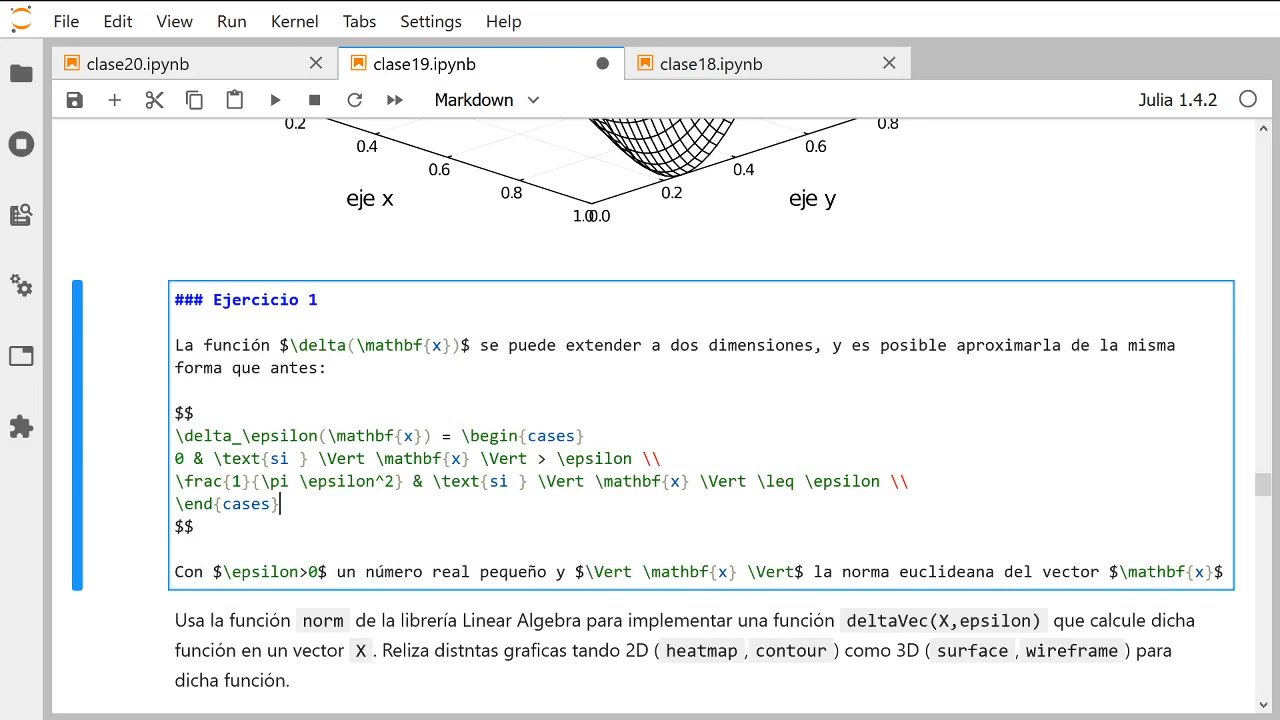 File Edit View Run Kernel Tabs Settings Help
clase20.ipynb clase19.ipynb clase18.ipynb
Markdown Julia 1.4.2
0.2 0.8
0.4 0.6
0.6 0.4
0.8 0.2
eje x eje y
1.0 0.0
### Ejercicio 1
La función $\delta(\mathbf{x})$ se puede extender a dos dimensiones, y es posible aproximarla de la misma
forma que antes:
$$
\delta_\epsilon(\mathbf{x}) = \begin{cases}
0 & \text{si } \Vert \mathbf{x} \Vert > \epsilon \\
\frac{1}{\pi \epsilon^2} & \text{si } \Vert \mathbf{x} \Vert \leq \epsilon \\
\end{cases}
$$
Con $\epsilon>0$ un número real pequeño y $\Vert \mathbf{x} \Vert$ la norma euclideana del vector $\mathbf{x}$
Usa la función norm de la librería Linear Algebra para implementar una función deltaVec(X,epsilon) que calcule dicha
función en un vector X. Reliza distntas graficas tando 2D (heatmap, contour) como 3D (surface, wireframe) para
dicha función.